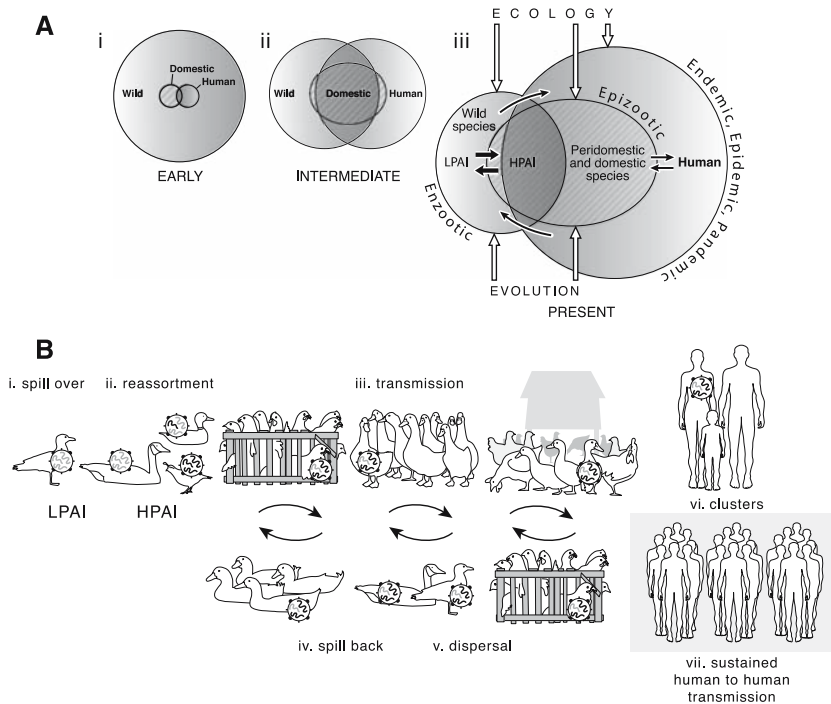 A
i
Wild
Domestic
Human
EARLY
ii
Wild
Domestic
Human
INTERMEDIATE
iii
ECOLOGY
Wild
species
LPAI
HPAI
Enzootic
Epizootic
Peridomestic
and domestic
species
Human
Endemic, Epidemic, Pandemic
EVOLUTION
PRESENT
B
i. spill over
ii. reassortment
iii. transmission
LPAI
HPAI
iv. spill back
v. dispersal
vi. clusters
vii. sustained
human to human
transmission